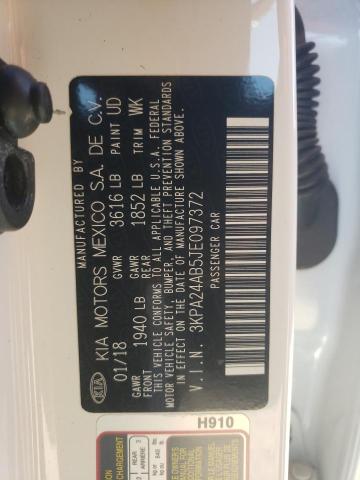 MANUFACTURED BY
KIA KIA MOTORS MEXICO S.A. DE C.V.
01/18 GVWR 3616 LB PAINT UD
GAWR FRONT 1940 LB GAWR REAR 1852 LB TRIM WK
THIS VEHICLE CONFORMS TO ALL APPLICABLE U.S.A. FEDERAL
MOTOR VEHICLE SAFETY, BUMPER, AND THEFT PREVENTION STANDARDS
IN EFFECT ON THE DATE OF MANUFACTURE SHOWN ABOVE.
V.I.N. 3KPA24AB5JE097372
PASSENGER CAR
H910